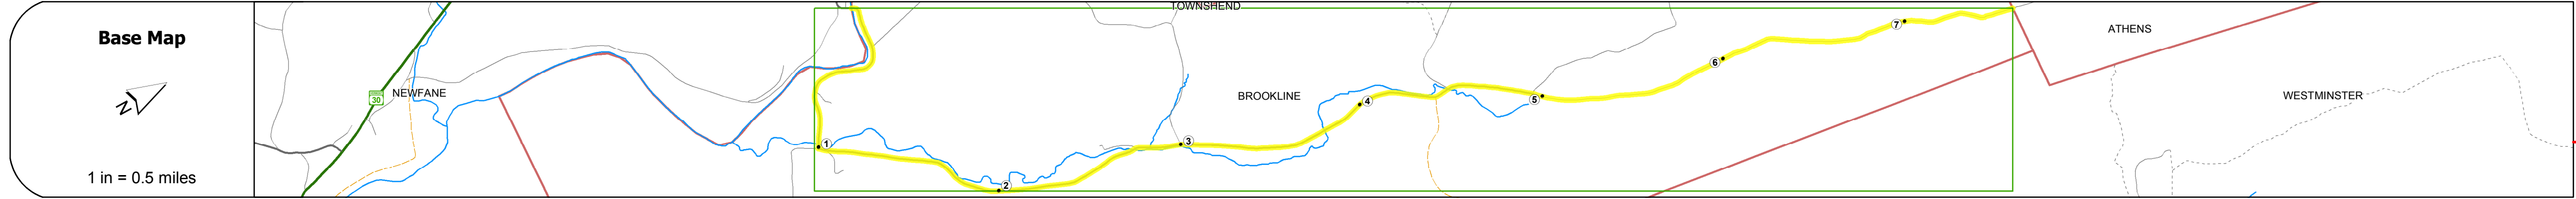 Base Map
N
1 in = 0.5 miles
30
NEWFANE
TOWNSHEND
BROOKLINE
ATHENS
WESTMINSTER
1
2
3
4
5
6
7